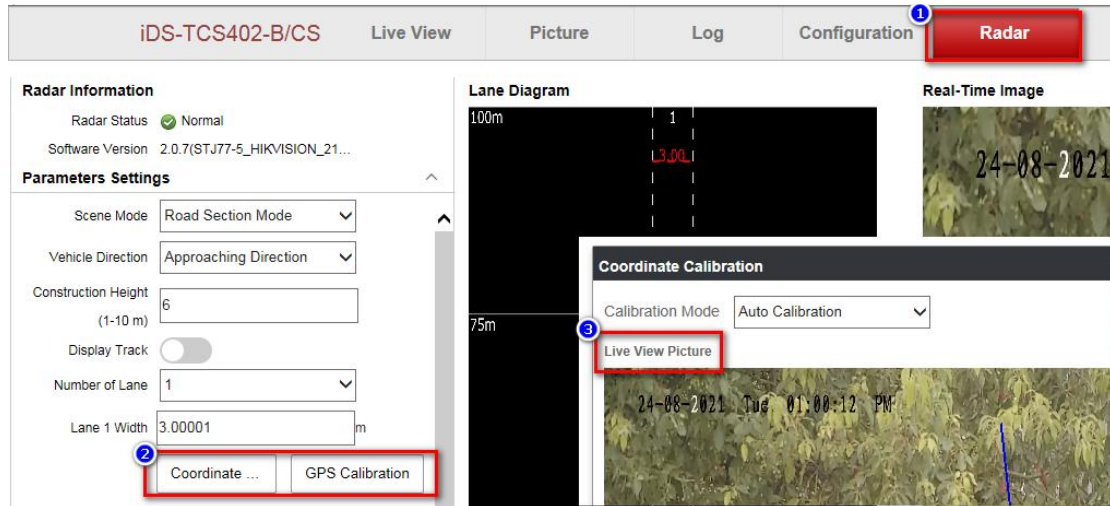 iDS-TCS402-B/CS Live View Picture Log Configuration 1 Radar
Radar Information
Radar Status Normal
Software Version 2.0.7(STJ77-5_HIKVISION_21...
Parameters Settings
Scene Mode Road Section Mode
Vehicle Direction Approaching Direction
Construction Height
(1-10 m)
6
Display Track
Number of Lane 1
Lane 1 Width 3.00001 m
2
Coordinate ... GPS Calibration
Lane Diagram
100m 1
3.00
75m
Real-Time Image
24-08-2021
Coordinate Calibration
Calibration Mode Auto Calibration
3
Live View Picture
24-08-2021 Tue 01:00:12 PM